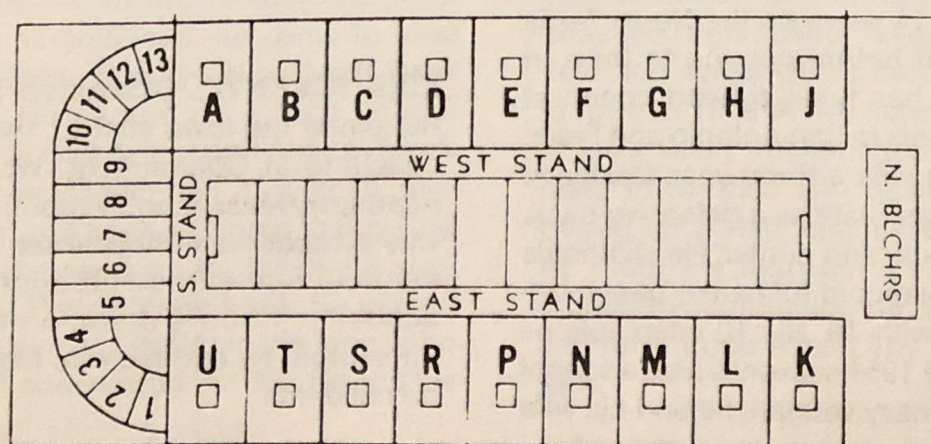 13
12
11
10
9
8
7
6
5
4
3
2
1
A B C D E F G H J
WEST STAND
S. STAND
N. BLCHRS
EAST STAND
U T S R P N M L K